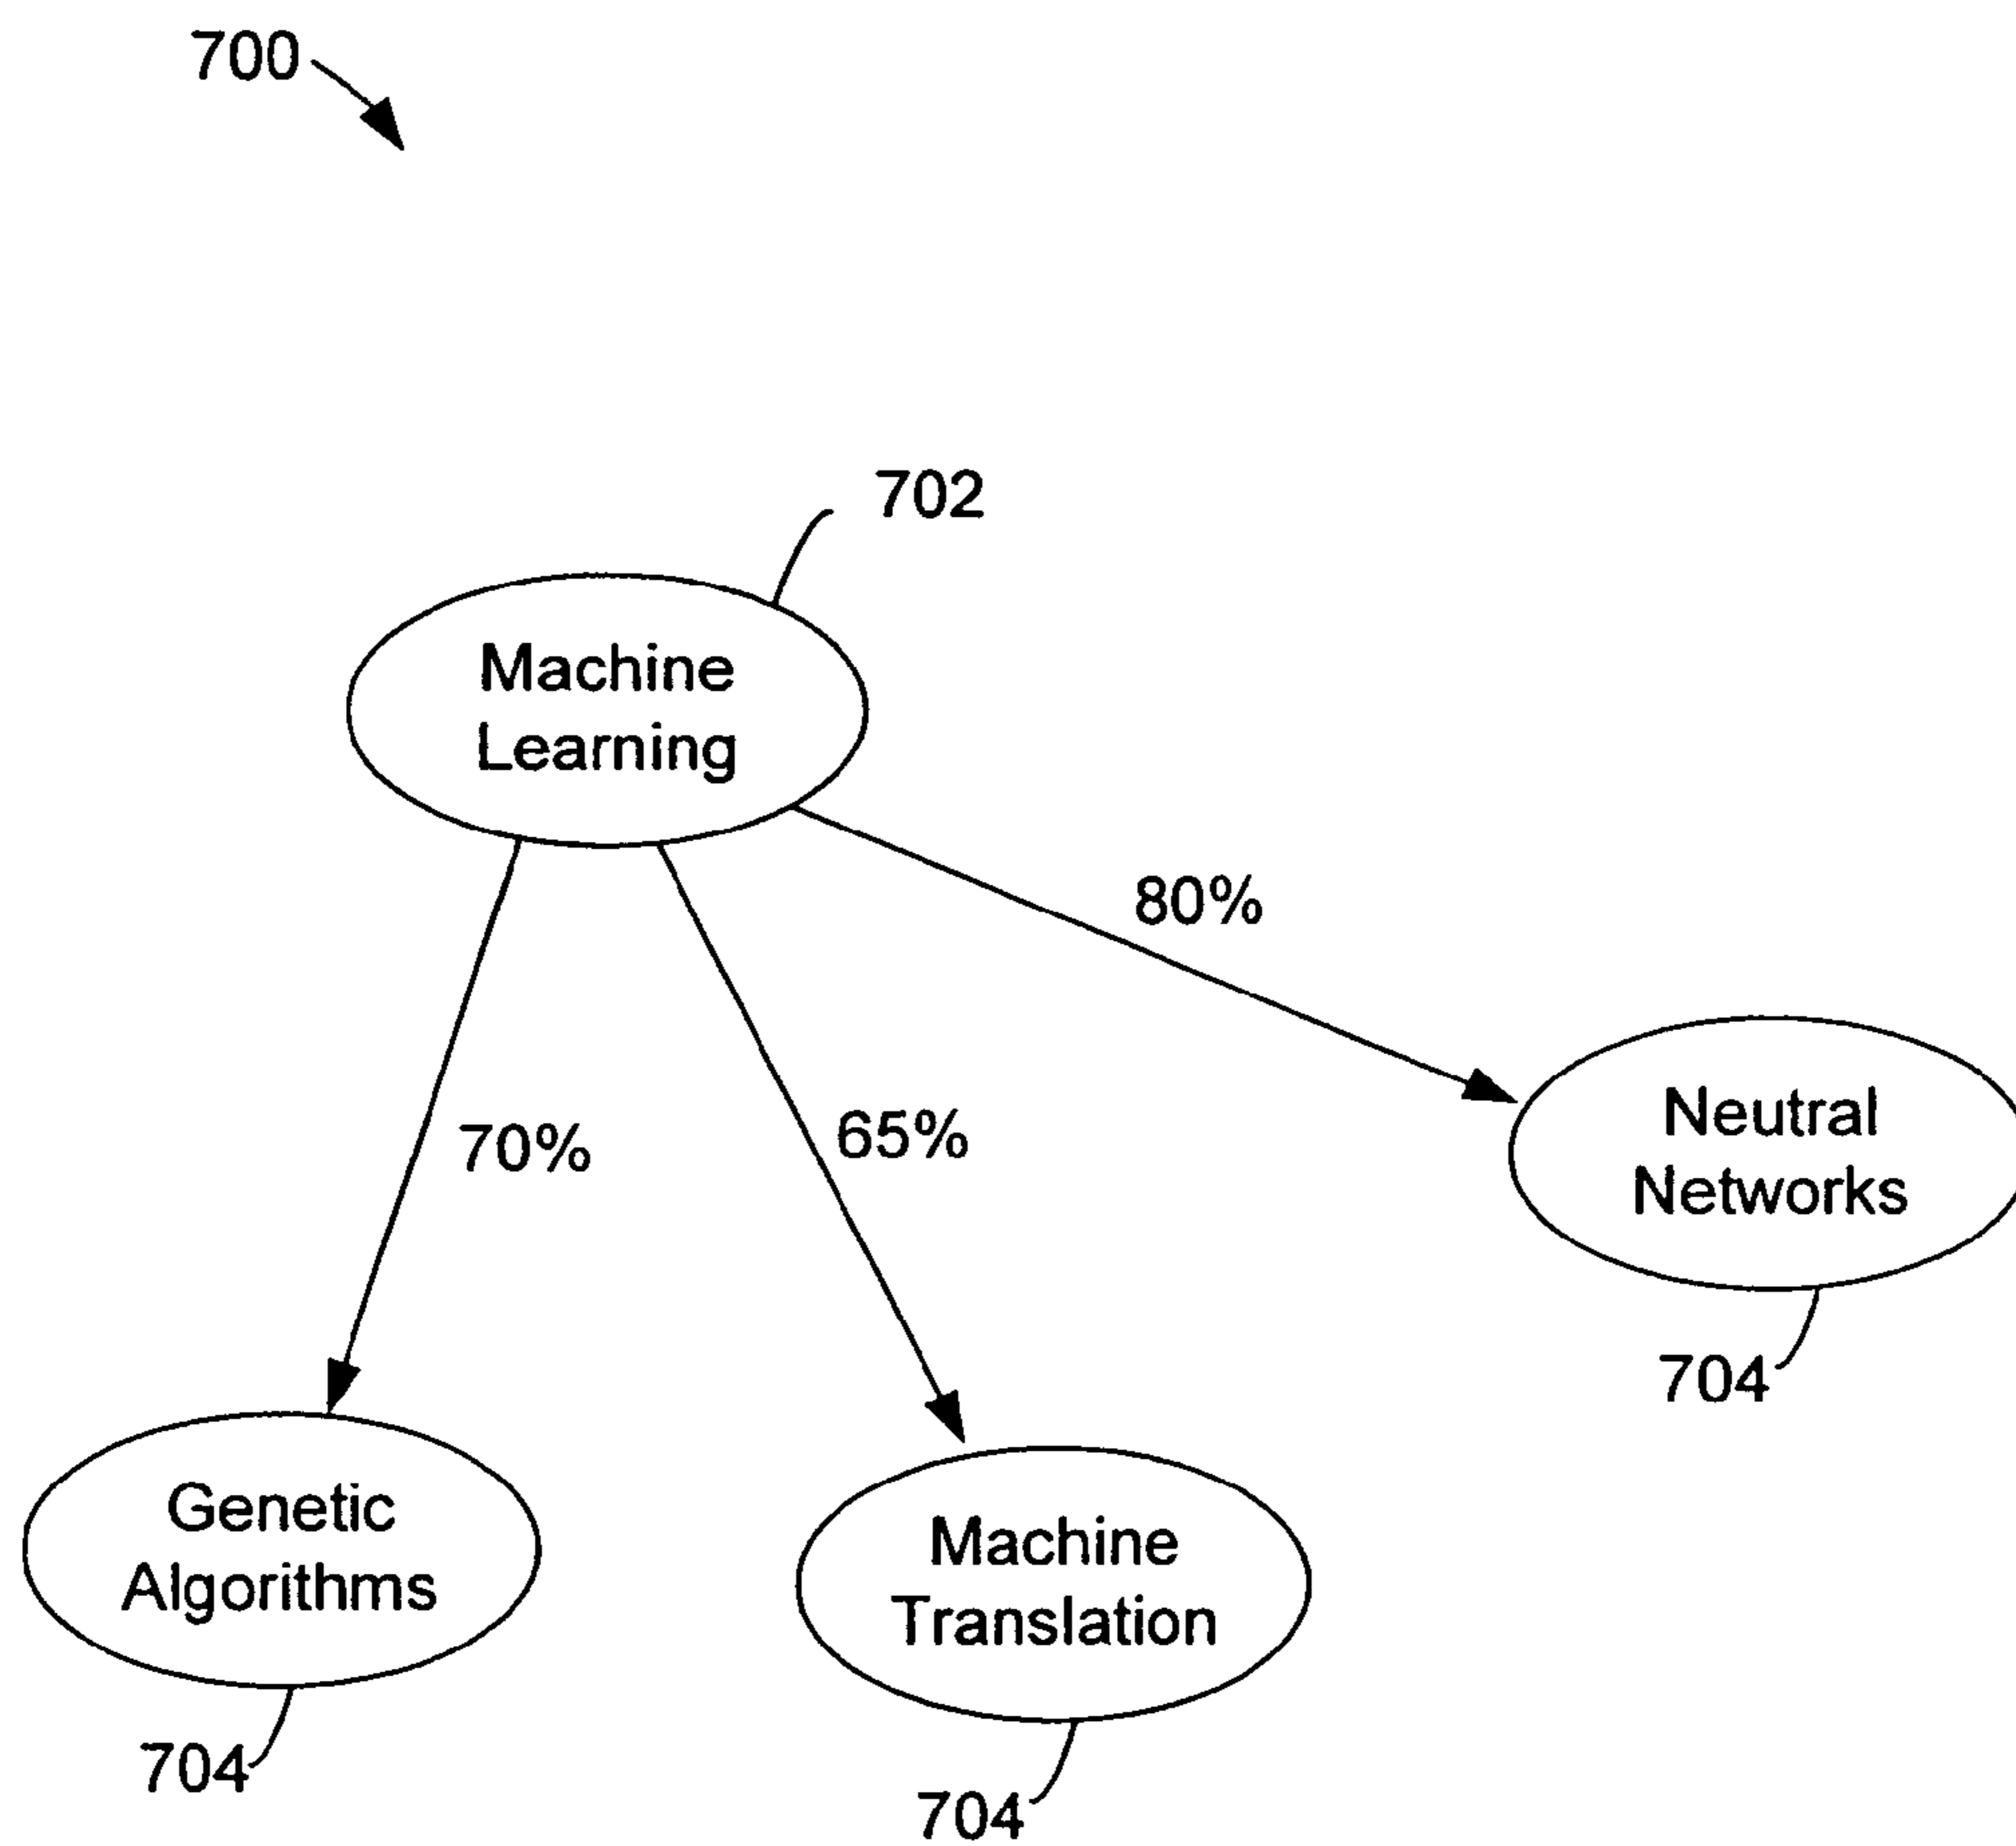 700
702
Machine
Learning
80%
70%
65%
Neutral
Networks
704
Genetic
Algorithms
704
Machine
Translation
704